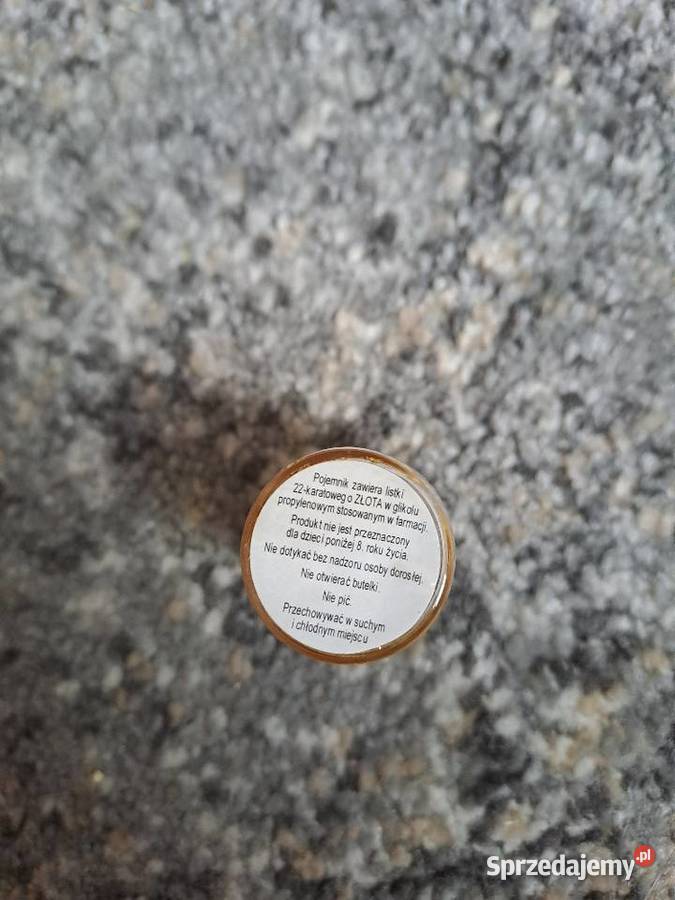 Pojemnik zawiera listki
22-karatowego ZŁOTA w glikolu
propylenowym stosowanym w farmacji.
Produkt nie jest przeznaczony
dla dzieci poniżej 8. roku życia.
Nie dotykać bez nadzoru osoby dorosłej.
Nie otwierać butelki.
Nie pić.
Przechowywać w suchym
i chłodnym miejscu
Sprzedajemy.pl